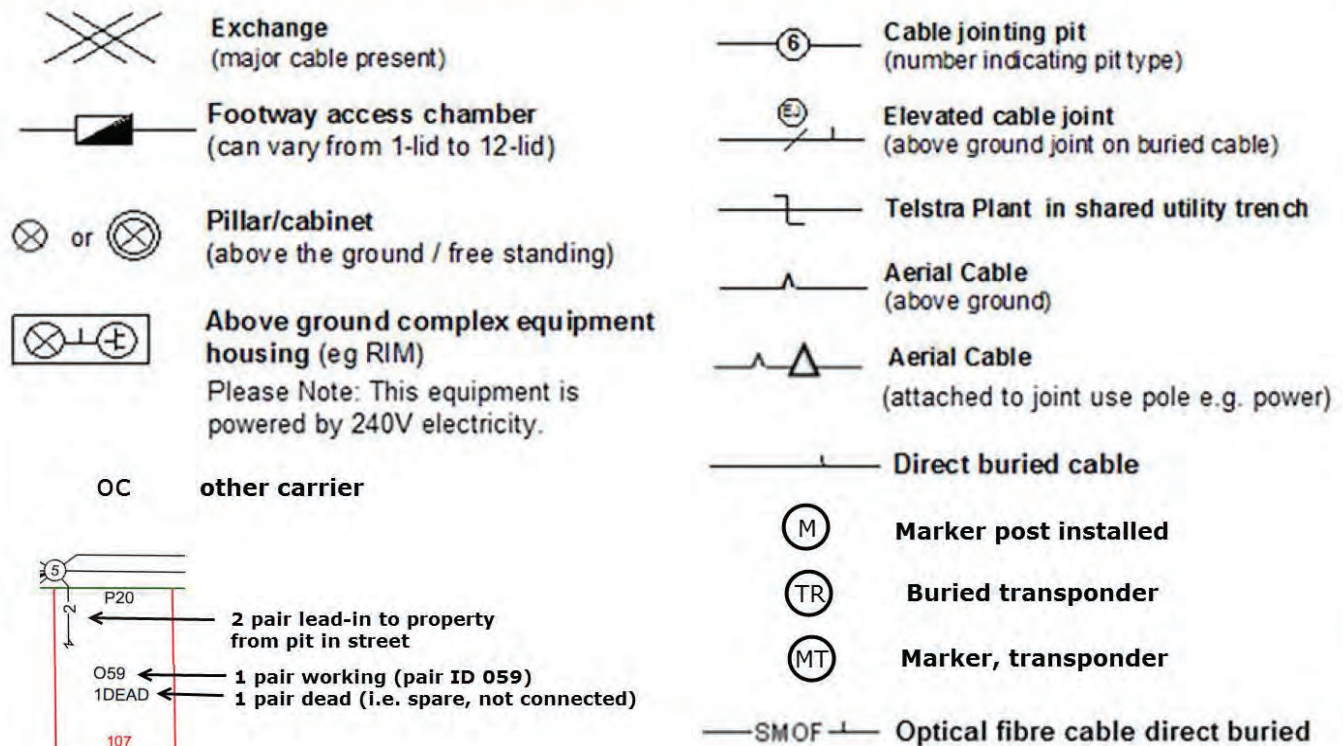 Exchange
(major cable present)
Footway access chamber
(can vary from 1-lid to 12-lid)
or
Pillar/cabinet
(above the ground / free standing)
Above ground complex equipment
housing (eg RIM)
Please Note: This equipment is
powered by 240V electricity.
OC other carrier
5
P20
2
2 pair lead-in to property
from pit in street
O59
1 pair working (pair ID 059)
1DEAD
1 pair dead (i.e. spare, not connected)
107
6
Cable jointing pit
(number indicating pit type)
EJ
Elevated cable joint
(above ground joint on buried cable)
Telstra Plant in shared utility trench
Aerial Cable
(above ground)
Aerial Cable
(attached to joint use pole e.g. power)
Direct buried cable
M Marker post installed
TR Buried transponder
MT Marker, transponder
SMOF Optical fibre cable direct buried